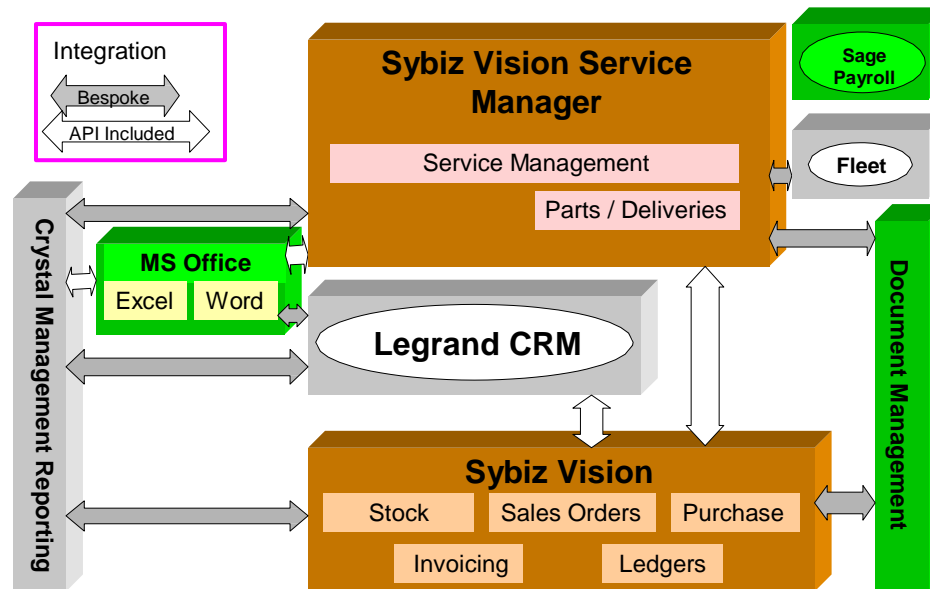 Integration
Bespoke
API Included
Sybiz Vision Service
Manager
Service Management
Parts / Deliveries
Sage
Payroll
Fleet
Crystal Management Reporting
MS Office
Excel
Word
Legrand CRM
Document Management
Sybiz Vision
Stock
Sales Orders
Purchase
Invoicing
Ledgers